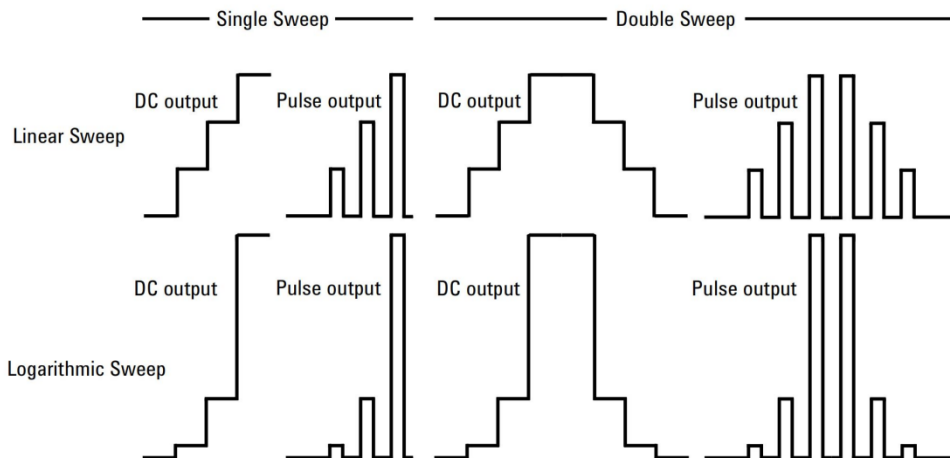 Single Sweep
Double Sweep
DC output
Pulse output
DC output
Pulse output
Linear Sweep
DC output
Pulse output
DC output
Pulse output
Logarithmic Sweep